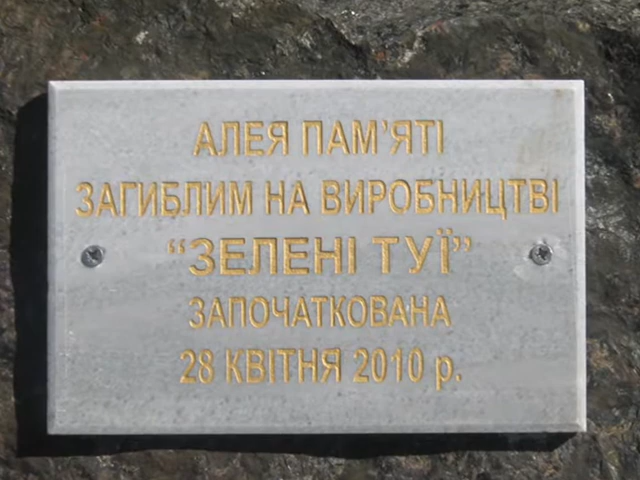 АЛЕЯ ПАМ’ЯТІ
ЗАГИБЛИМ НА ВИРОБНИЦТВІ
“ЗЕЛЕНІ ТУЇ”
ЗАПОЧАТКОВАНА
28 КВІТНЯ 2010 р.